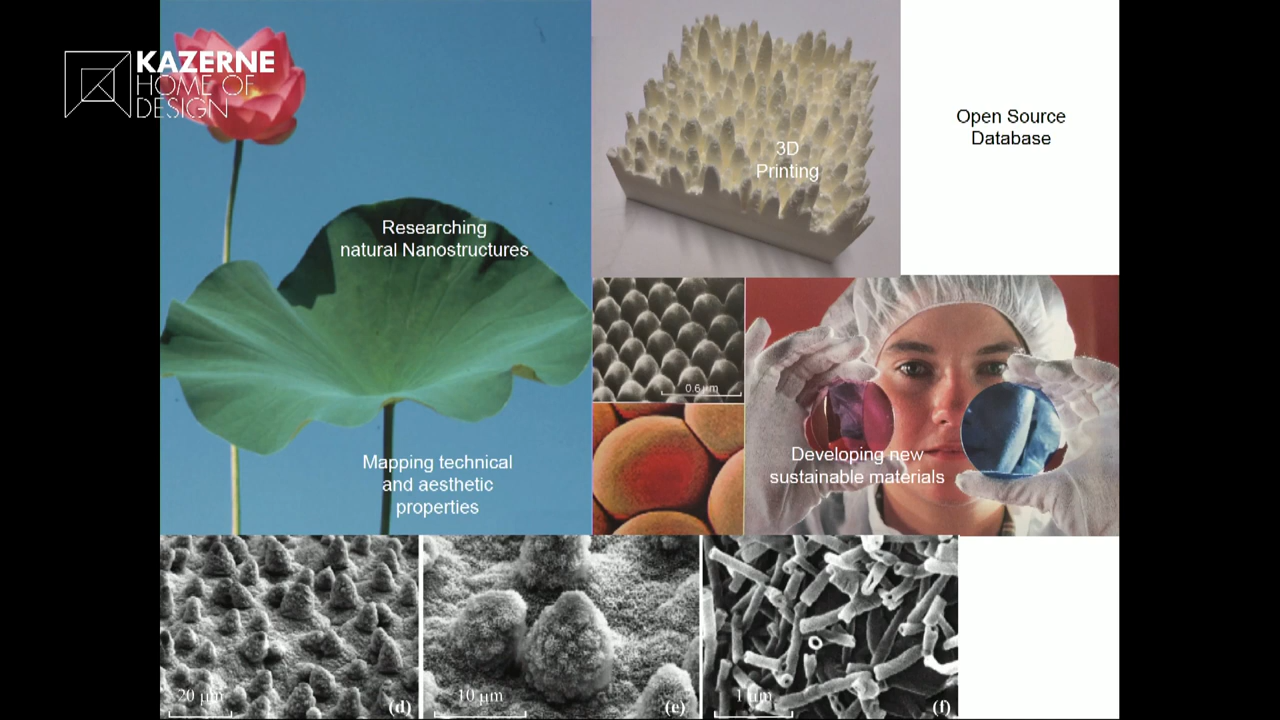 KAZERNE
HOME OF
DESIGN
Researching
natural Nanostructures
Mapping technical
and aesthetic
properties
3D
Printing
Open Source
Database
0.6 µm
Developing new
sustainable materials
20 µm
(d)
10 µm
(e)
1 µm
(f)